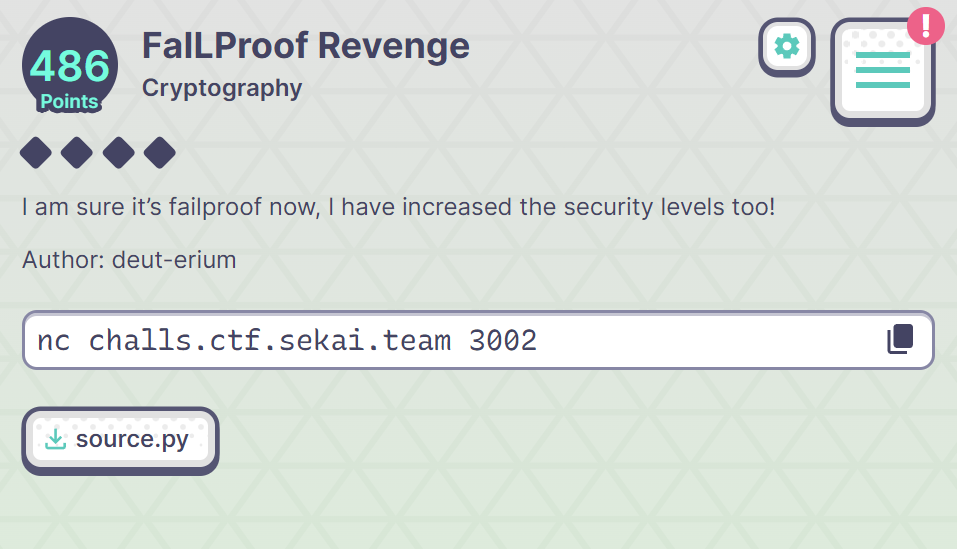 486
Points
FaILProof Revenge
Cryptography
!
I am sure it’s failproof now, I have increased the security levels too!
Author: deut-erium
nc challs.ctf.sekai.team 3002
source.py